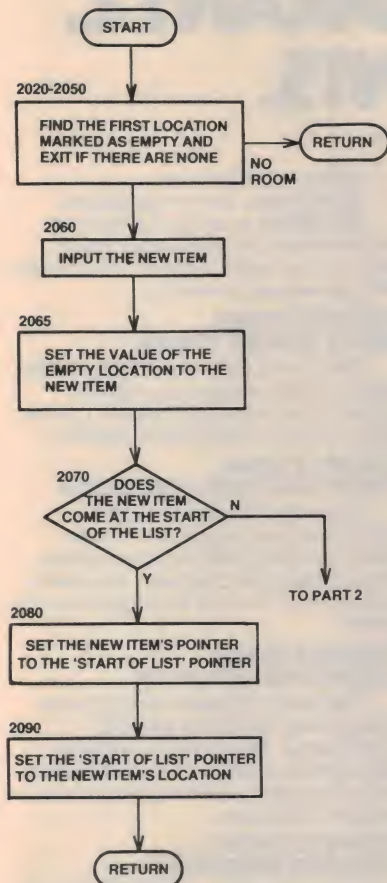 START
2020-2050
FIND THE FIRST LOCATION
MARKED AS EMPTY AND
EXIT IF THERE ARE NONE
RETURN
NO
ROOM
2060
INPUT THE NEW ITEM
2065
SET THE VALUE OF THE
EMPTY LOCATION TO THE
NEW ITEM
2070
DOES
THE NEW ITEM
COME AT THE START
OF THE LIST?
N
Y
TO PART 2
2080
SET THE NEW ITEM'S POINTER
TO THE 'START OF LIST' POINTER
2090
SET THE 'START OF LIST' POINTER
TO THE NEW ITEM'S LOCATION
RETURN